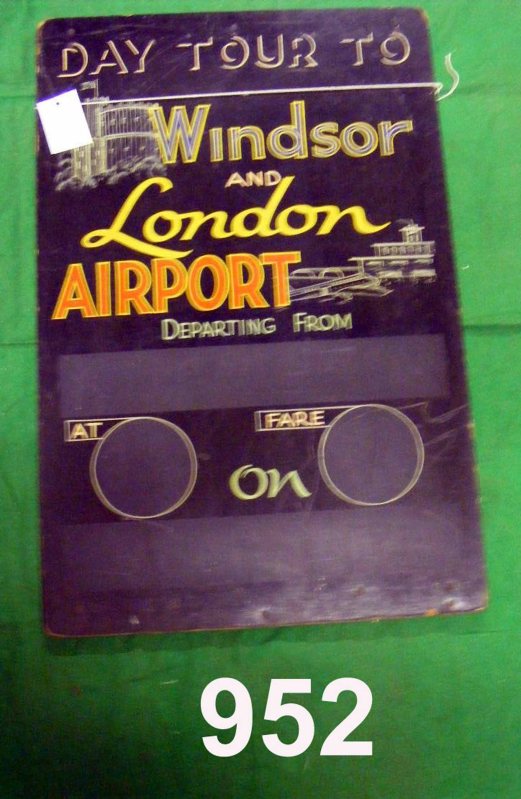 DAY TOUR TO
Windsor
AND
London
AIRPORT
DEPARTING FROM
AT
FARE
on
952